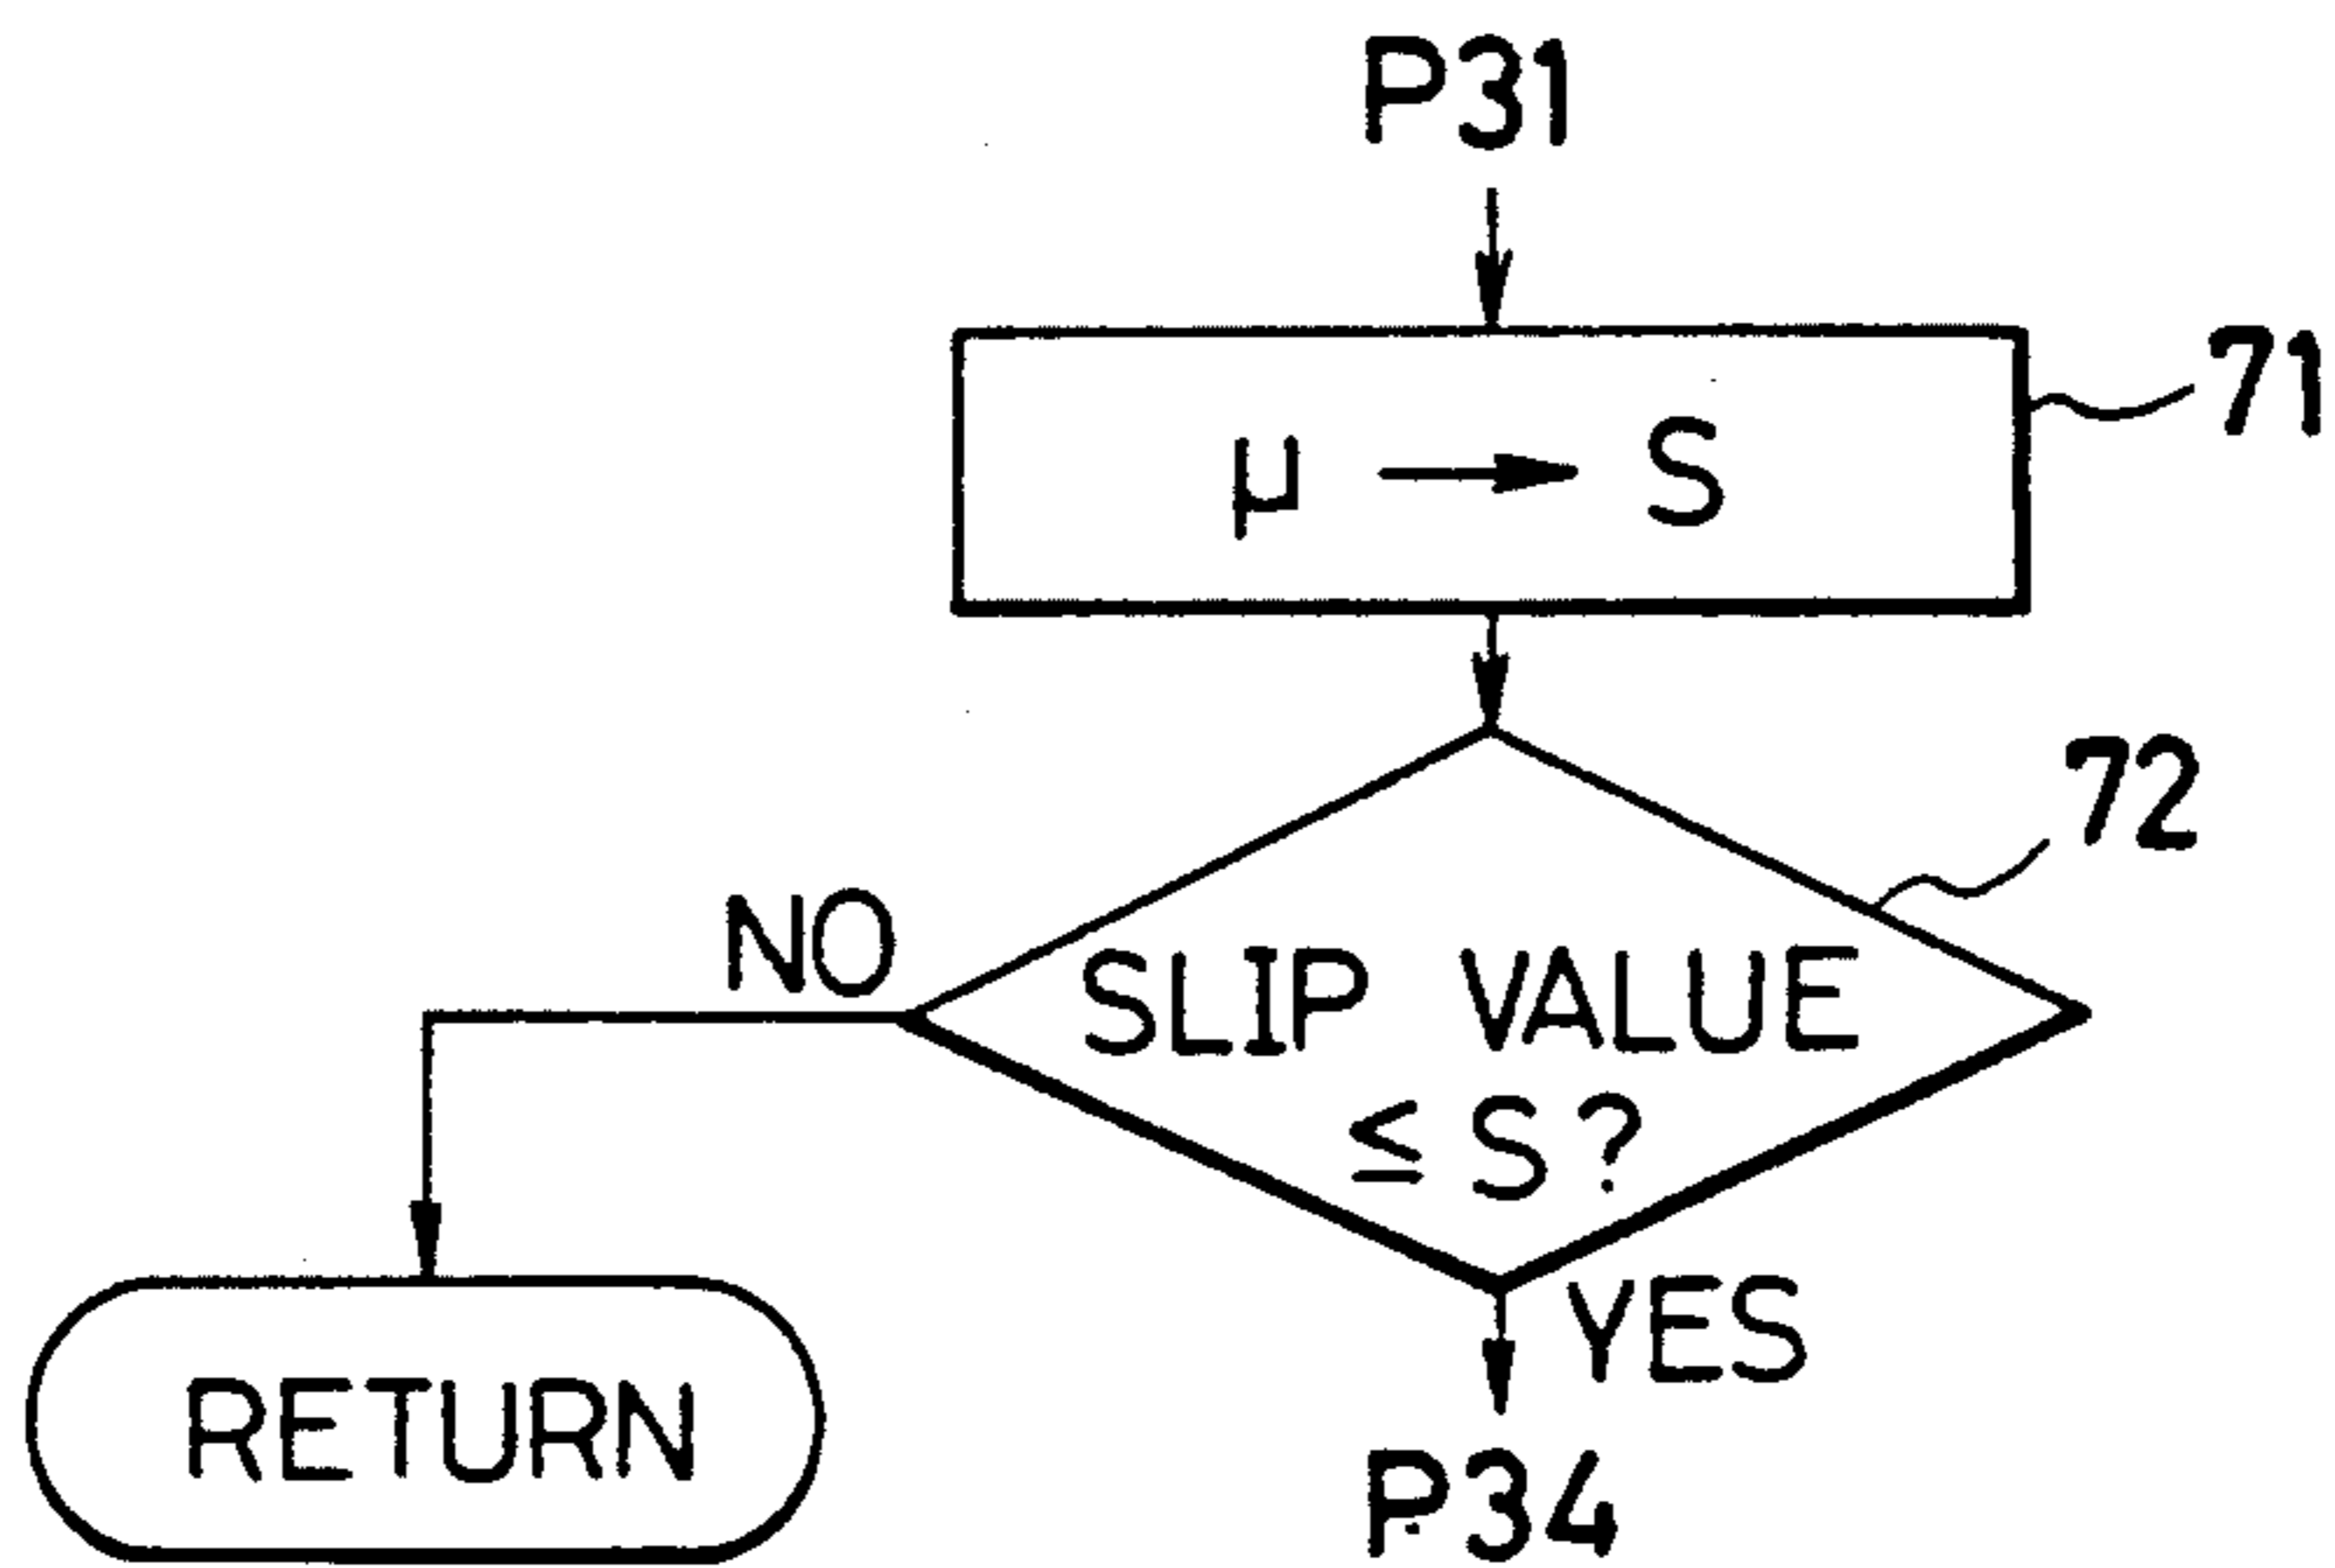 P31
μ → S
71
72
NO
SLIP VALUE
≤ S?
YES
RETURN
P34